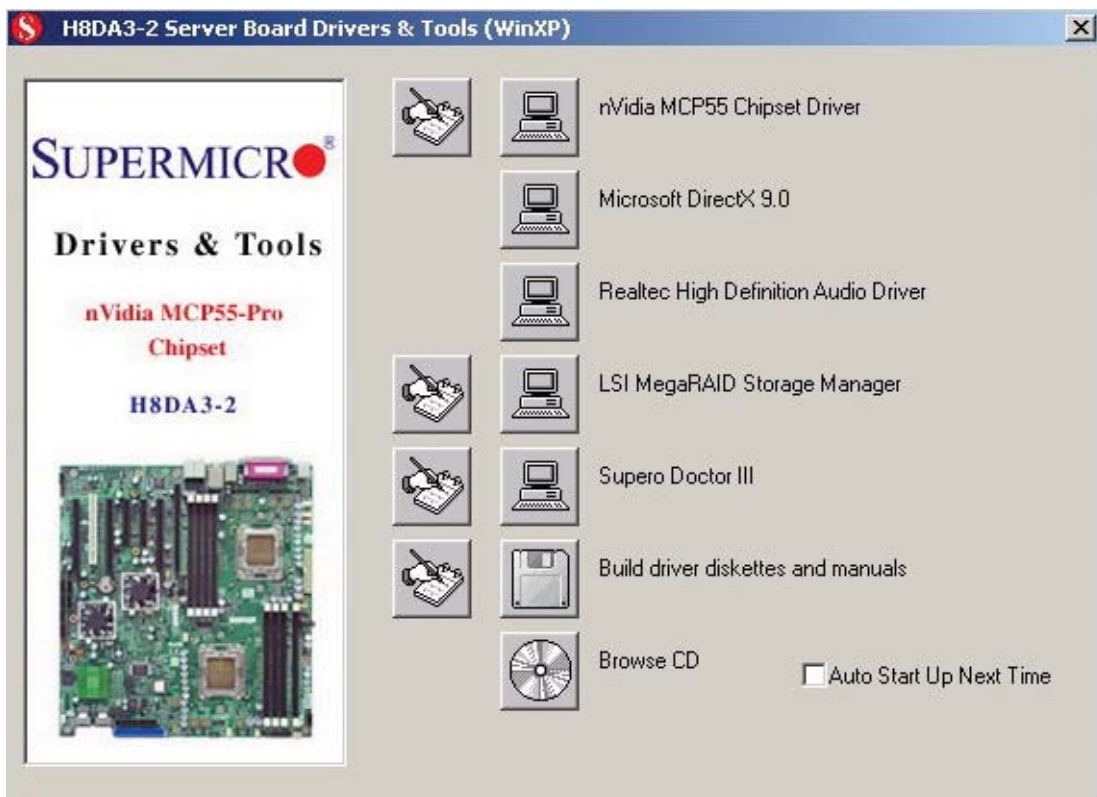 H8DA3-2 Server Board Drivers & Tools (WinXP)
SUPERMICRO®
Drivers & Tools
nVidia MCP55-Pro
Chipset
H8DA3-2
nVidia MCP55 Chipset Driver
Microsoft DirectX 9.0
Realtec High Definition Audio Driver
LSI MegaRAID Storage Manager
Supero Doctor III
Build driver diskettes and manuals
Browse CD
Auto Start Up Next Time